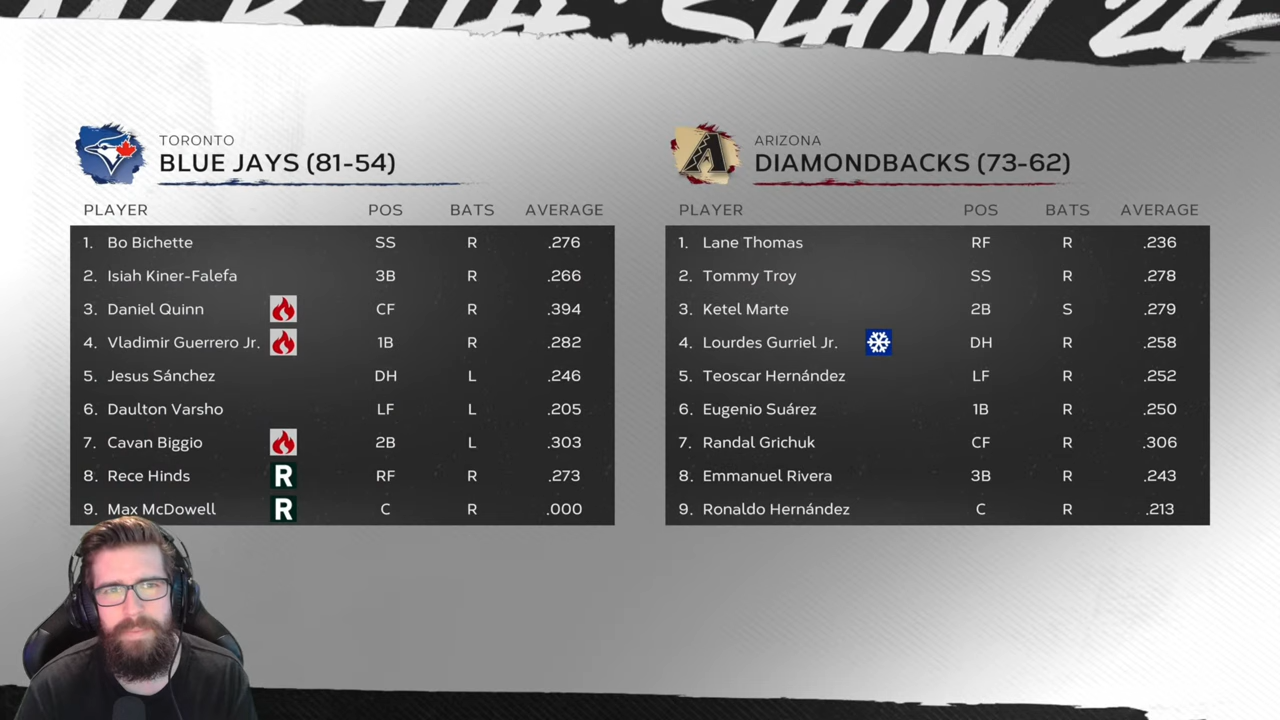 MLB THE SHOW 24
TORONTO
BLUE JAYS (81-54)
PLAYER POS BATS AVERAGE
1. Bo Bichette SS R .276
2. Isiah Kiner-Falefa 3B R .266
3. Daniel Quinn CF R .394
4. Vladimir Guerrero Jr. 1B R .282
5. Jesus Sánchez DH L .246
6. Daulton Varsho LF L .205
7. Cavan Biggio 2B L .303
8. Rece Hinds R RF R .273
9. Max McDowell R C R .000
ARIZONA
DIAMONDBACKS (73-62)
PLAYER POS BATS AVERAGE
1. Lane Thomas RF R .236
2. Tommy Troy SS R .278
3. Ketel Marte 2B S .279
4. Lourdes Gurriel Jr. DH R .258
5. Teoscar Hernández LF R .252
6. Eugenio Suárez 1B R .250
7. Randal Grichuk CF R .306
8. Emmanuel Rivera 3B R .243
9. Ronaldo Hernández C R .213